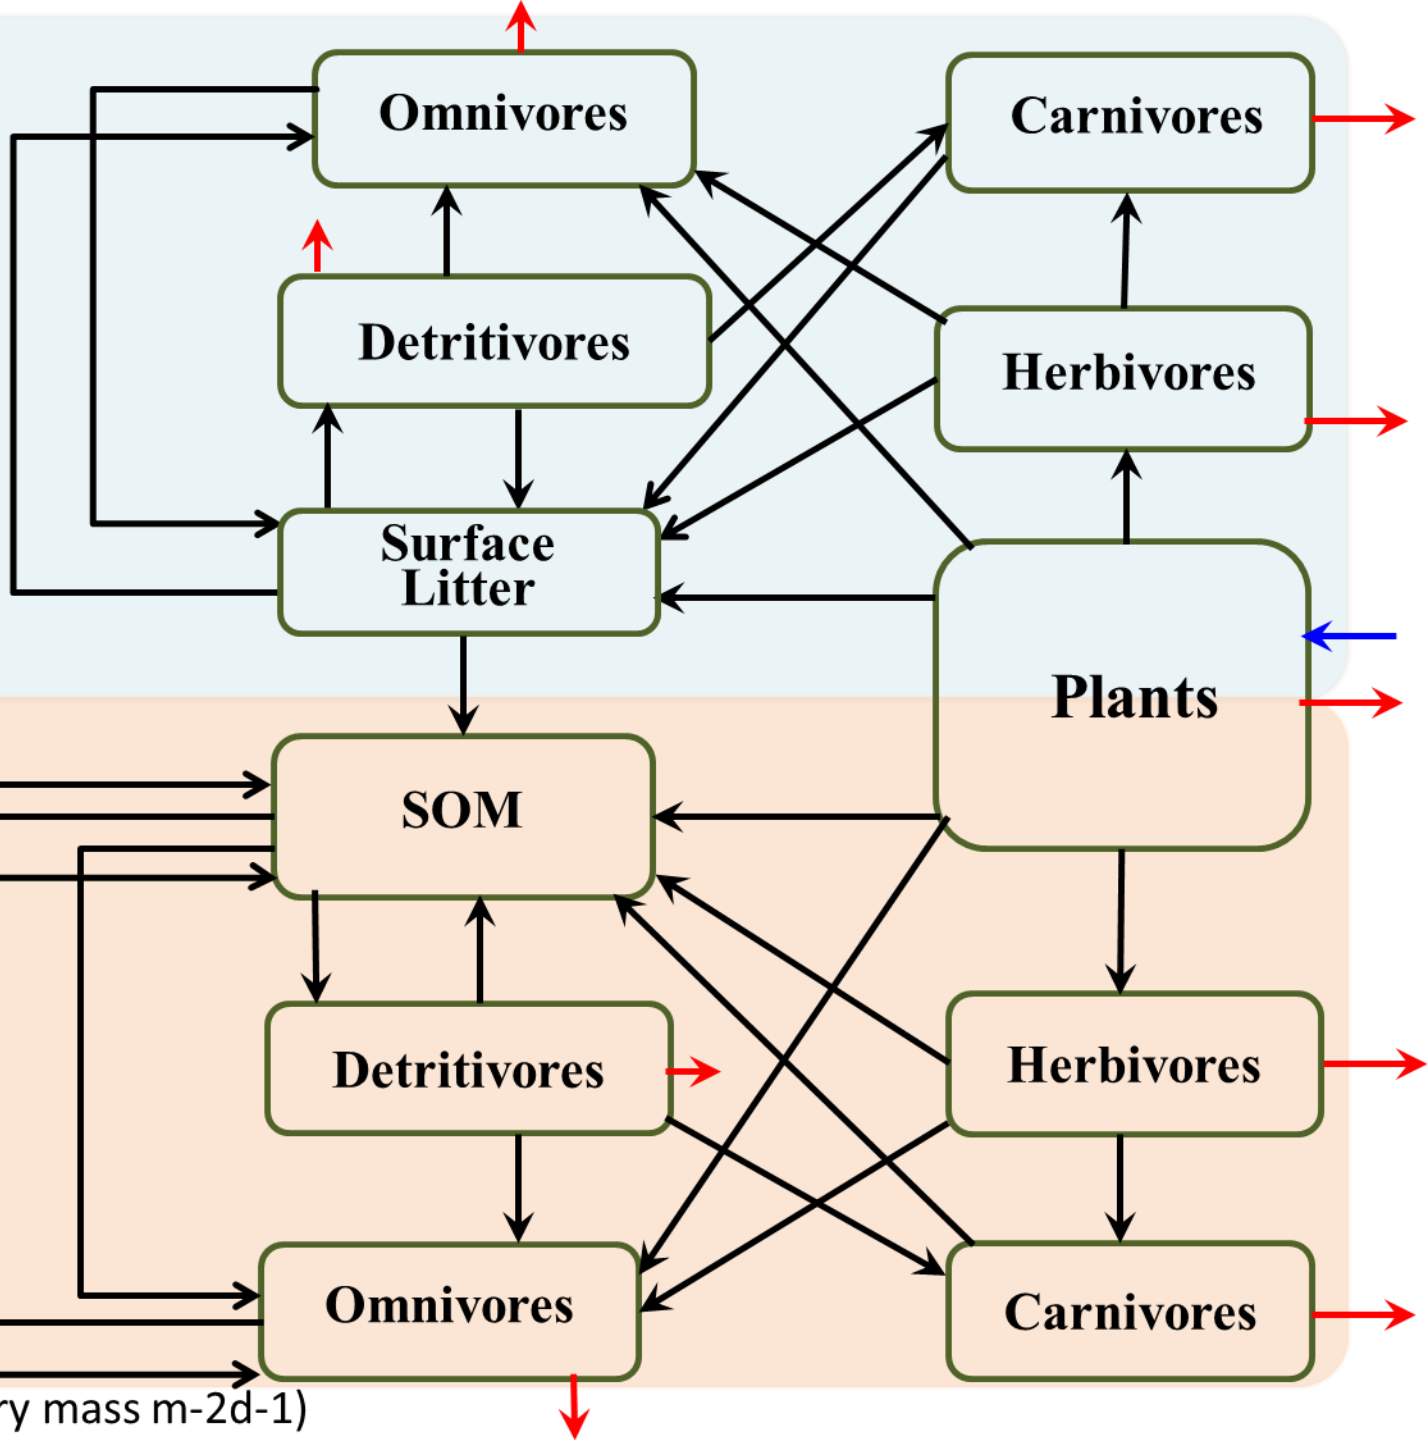 Omnivores
Carnivores
Detritivores
Herbivores
Surface
Litter
Plants
SOM
Detritivores
Herbivores
Omnivores
Carnivores
ry mass m-2d-1)